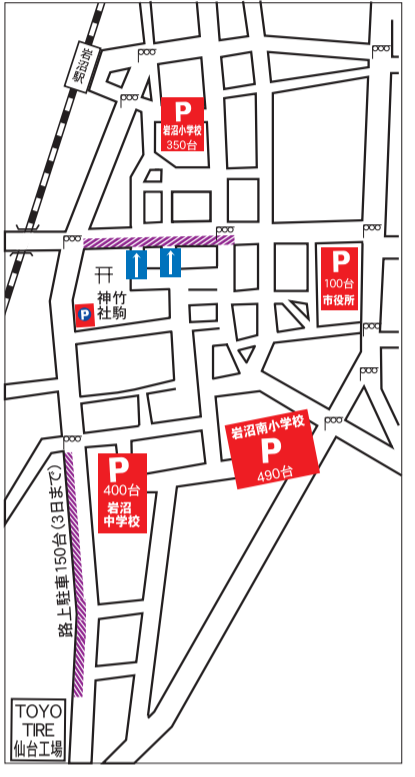 岩沼駅
P
岩沼小学校
350台
P
100台
市役所
竹駒
神社
P
岩沼南小学校
P
490台
P
400台
岩沼
中学校
路上駐車150台(3日まで)
TOYO
TIRE
仙台工場